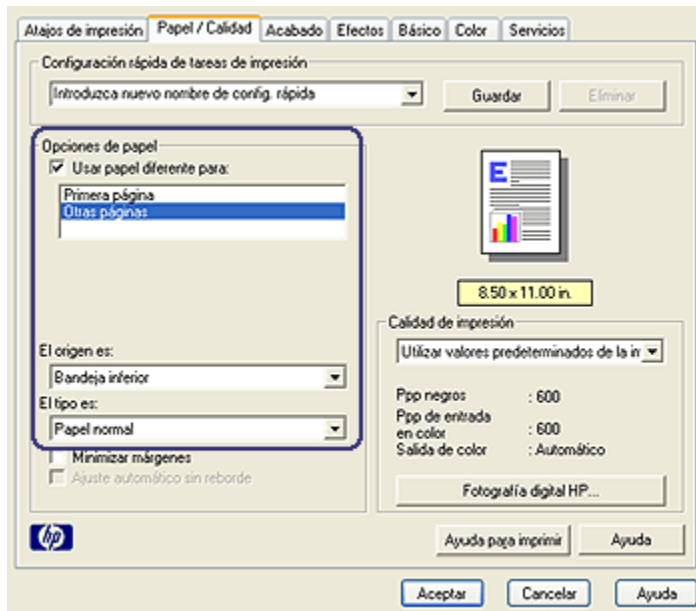 Atajos de impresión Papel / Calidad Acabado Efectos Básico Color Servicios
Configuración rápida de tareas de impresión
Introduzca nuevo nombre de config. rápida
Guardar
Eliminar
Opciones de papel
Usar papel diferente para:
Primera página
Otras páginas
E
8.50 x 11.00 in.
El origen es:
Bandeja inferior
El tipo es:
Papel normal
Minimizar márgenes
Ajuste automático sin reborde
Calidad de impresión
Utilizar valores predeterminados de la im
Ppp negros : 600
Ppp de entrada
en color : 600
Salida de color : Automático
Fotografía digital HP...
hp
Ayuda para imprimir
Ayuda
Aceptar
Cancelar
Ayuda